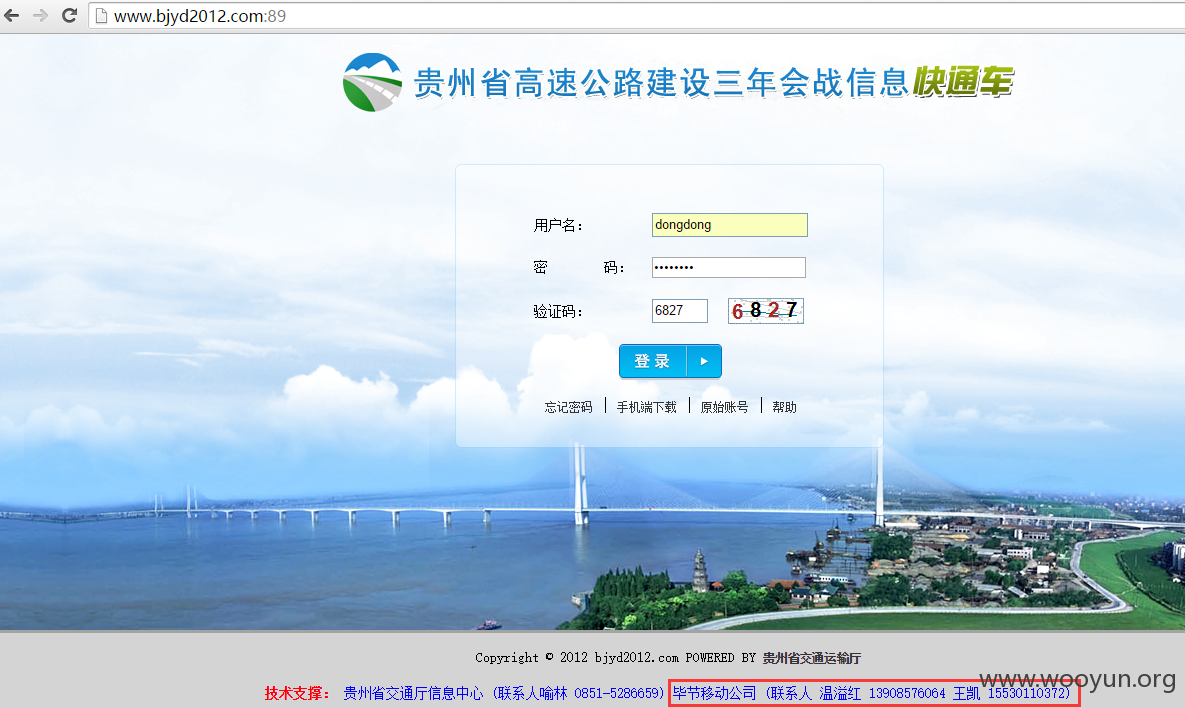 www.bjyd2012.com:89
贵州省高速公路建设三年会战信息快通车
用户名： dongdong
密 码： ••••••••
验证码： 6827 6827
登录
忘记密码 | 手机端下载 | 原始账号 | 帮助
Copyright © 2012 bjyd2012.com POWERED BY 贵州省交通运输厅
www.wooyun.org
技术支撑： 贵州省交通厅信息中心 (联系人喻林 0851-5286659) 毕节移动公司 (联系人 温溢红 13908576064 王凯 15530110372)